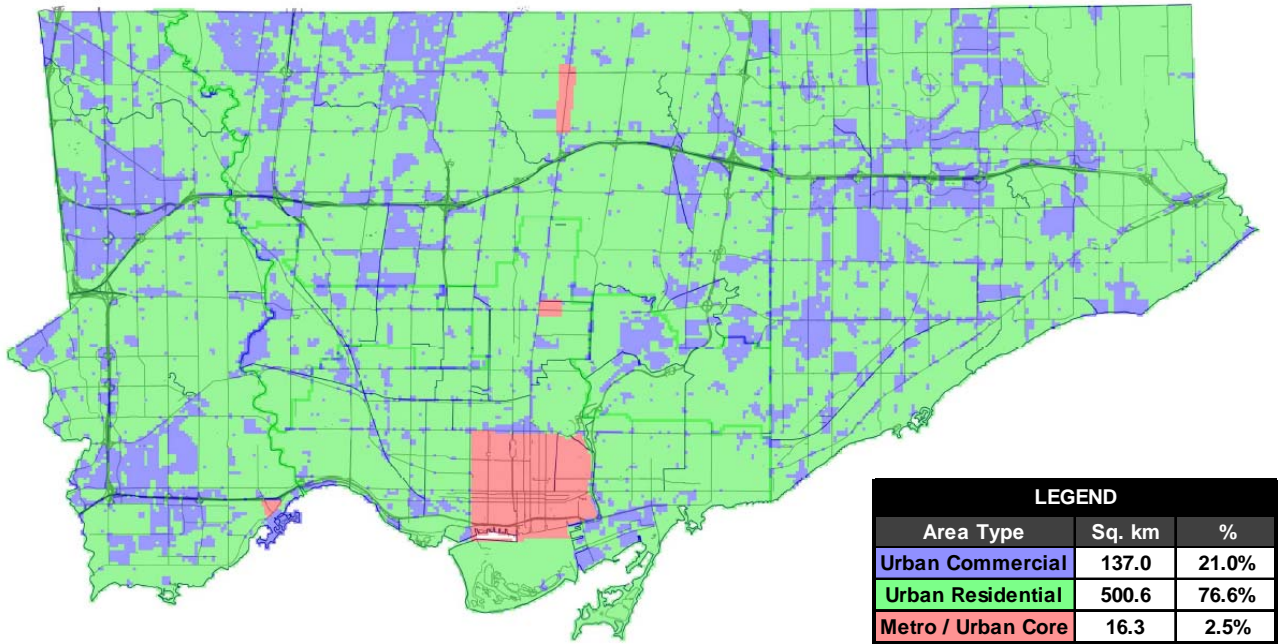 LEGEND
Area Type Sq. km %
Urban Commercial 137.0 21.0%
Urban Residential 500.6 76.6%
Metro / Urban Core 16.3 2.5%